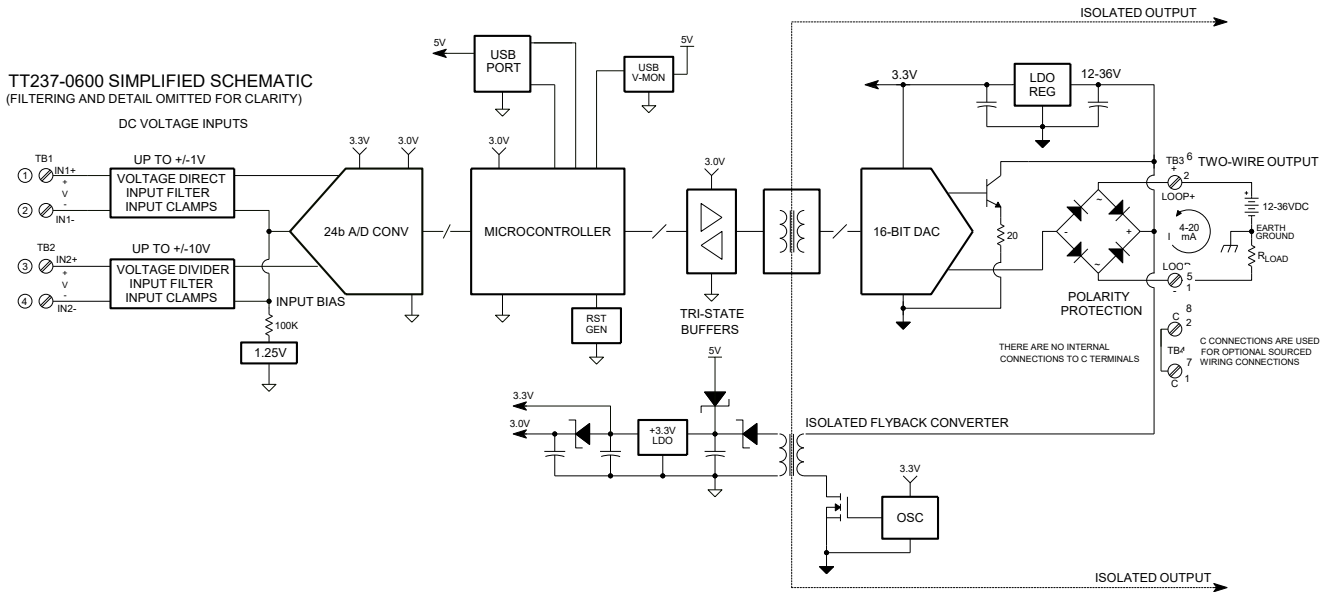 ISOLATED OUTPUT
TT237-0600 SIMPLIFIED SCHEMATIC
(FILTERING AND DETAIL OMITTED FOR CLARITY)
DC VOLTAGE INPUTS
5V
USB
PORT
USB
V-MON
5V
3.3V
LDO
REG
12-36V
TB1
1
IN1+
+
V
-
2
IN1-
UP TO +/-1V
VOLTAGE DIRECT
INPUT FILTER
INPUT CLAMPS
TB2
3
IN2+
+
V
-
4
IN2-
UP TO +/-10V
VOLTAGE DIVIDER
INPUT FILTER
INPUT CLAMPS
INPUT BIAS
100K
1.25V
3.3V
3.0V
24b A/D CONV
3.0V
MICROCONTROLLER
RST
GEN
3.0V
TRI-STATE
BUFFERS
16-BIT DAC
20
~
-
+
~
POLARITY
PROTECTION
TB3
6
+
2
LOOP+
TWO-WIRE OUTPUT
I
4-20
mA
+
-
12-36VDC
EARTH
GROUND
RLOAD
5
-
1
C
8
2
TB4
7
C
1
THERE ARE NO INTERNAL
CONNECTIONS TO C TERMINALS
C CONNECTIONS ARE USED
FOR OPTIONAL SOURCED
WIRING CONNECTIONS
5V
3.3V
3.0V
+3.3V
LDO
ISOLATED FLYBACK CONVERTER
3.3V
OSC
ISOLATED OUTPUT